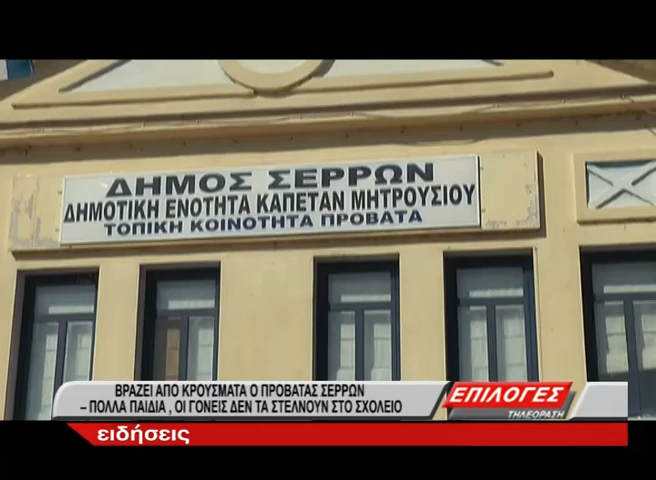 ΔΗΜΟΣ ΣΕΡΡΩΝ
ΔΗΜΟΤΙΚΗ ΕΝΟΤΗΤΑ ΚΑΠΕΤΑΝ ΜΗΤΡΟΥΣΙΟΥ
ΤΟΠΙΚΗ ΚΟΙΝΟΤΗΤΑ ΠΡΟΒΑΤΑ
ΒΡΑΖΕΙ ΑΠΟ ΚΡΟΥΣΜΑΤΑ Ο ΠΡΟΒΑΤΑΣ ΣΕΡΡΩΝ
– ΠΟΛΛΑ ΠΑΙΔΙΑ , ΟΙ ΓΟΝΕΙΣ ΔΕΝ ΤΑ ΣΤΕΛΝΟΥΝ ΣΤΟ ΣΧΟΛΕΙΟ
ΕΠΙΛΟΓΕΣ
ΤΗΛΕΟΡΑΣΗ
ειδήσεις